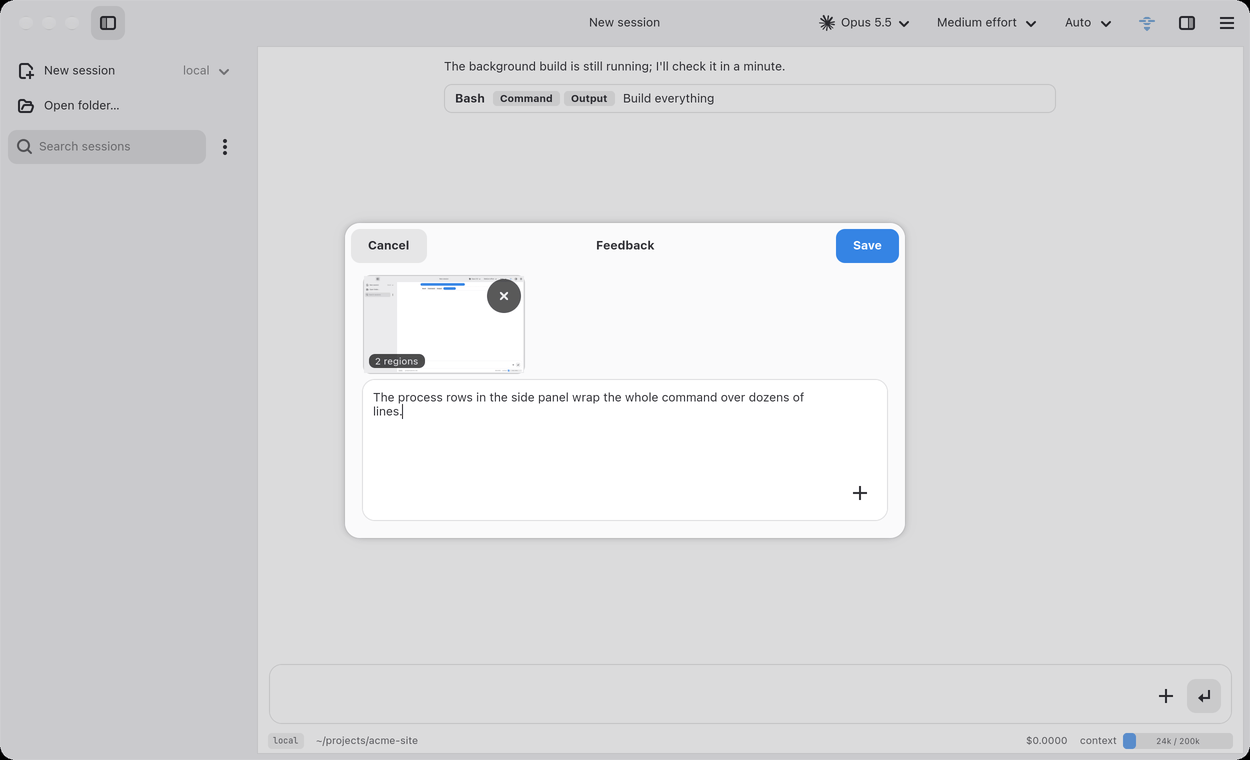 New session
Opus 5.5
Medium effort
Auto
New session
local
Open folder...
Search sessions
The background build is still running; I'll check it in a minute.
Bash Command Output Build everything
Cancel
Feedback
Save
2 regions
The process rows in the side panel wrap the whole command over dozens of
lines.
local
~/projects/acme-site
$0.0000
context
24k / 200k